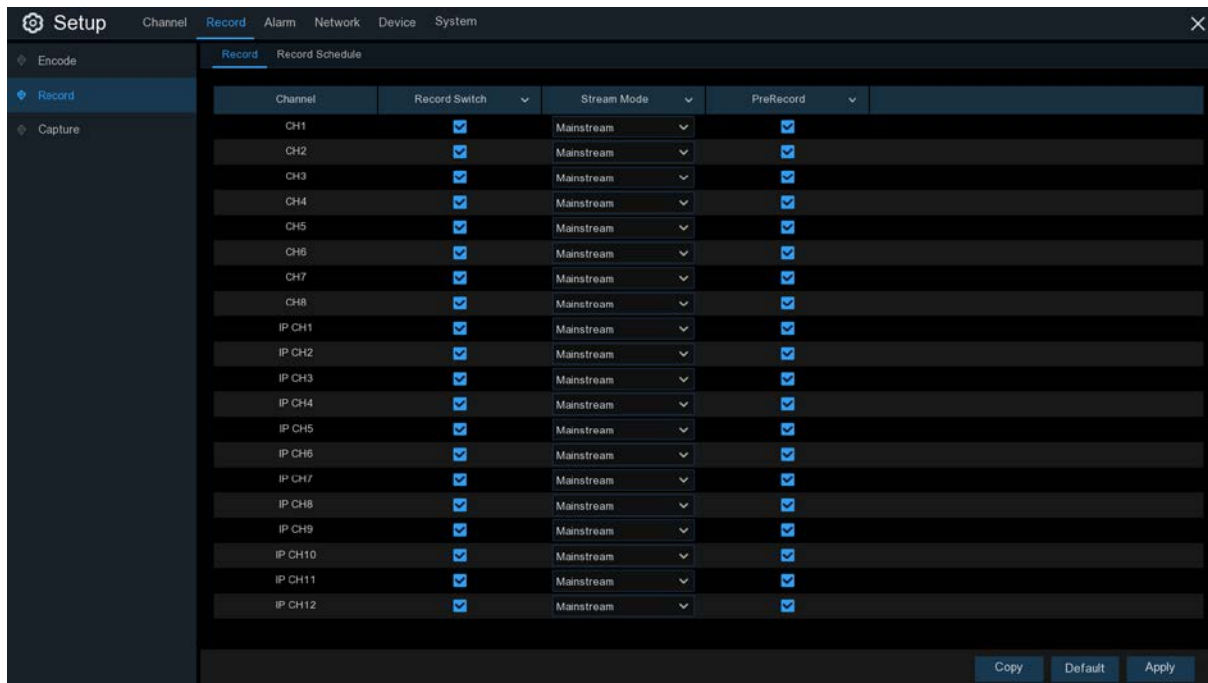 Setup Channel Record Alarm Network Device System
Encode
Record
Capture
Record Record Schedule
Channel Record Switch Stream Mode PreRecord
CH1 Mainstream
CH2 Mainstream
CH3 Mainstream
CH4 Mainstream
CH5 Mainstream
CH6 Mainstream
CH7 Mainstream
CH8 Mainstream
IP CH1 Mainstream
IP CH2 Mainstream
IP CH3 Mainstream
IP CH4 Mainstream
IP CH5 Mainstream
IP CH6 Mainstream
IP CH7 Mainstream
IP CH8 Mainstream
IP CH9 Mainstream
IP CH10 Mainstream
IP CH11 Mainstream
IP CH12 Mainstream
Copy Default Apply